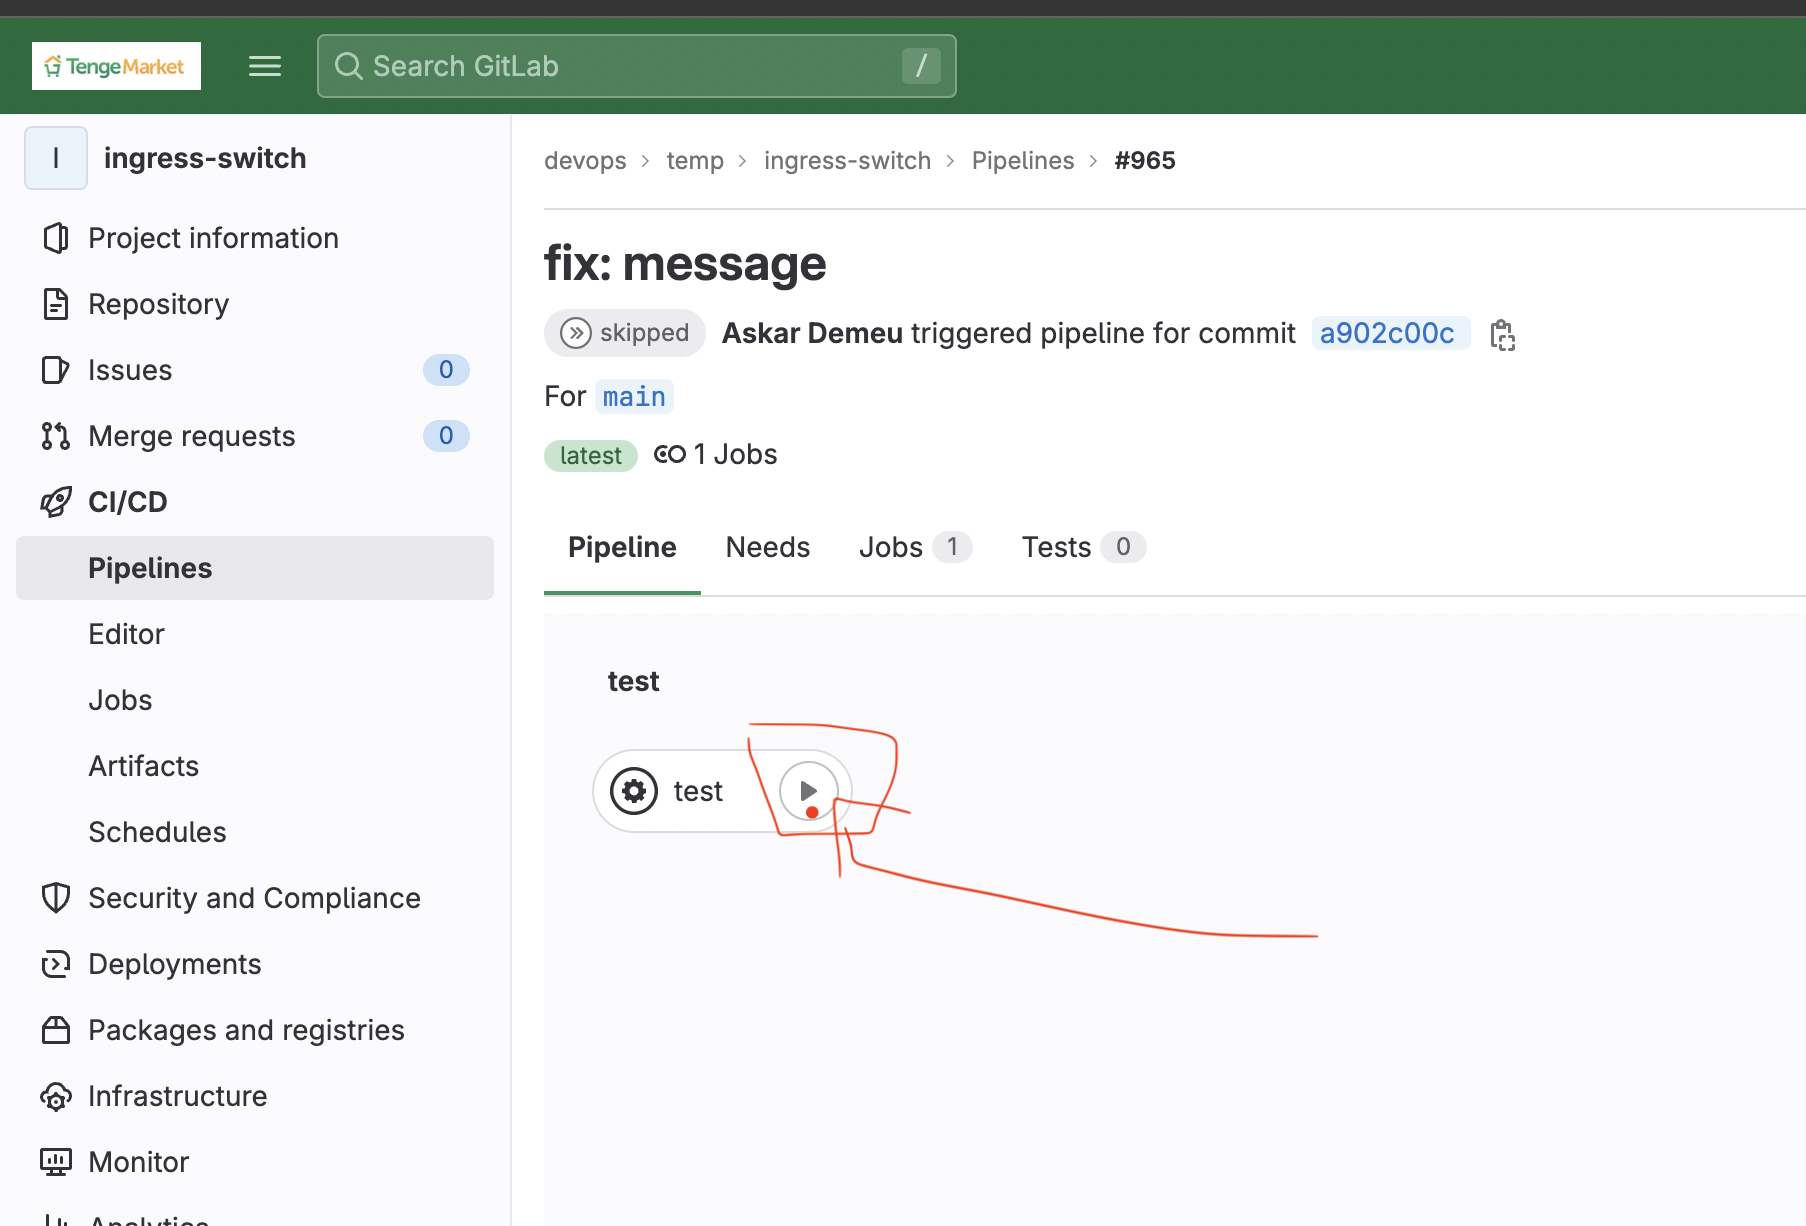 TengeMarket
Search GitLab /
I ingress-switch
Project information
Repository
Issues 0
Merge requests 0
CI/CD
Pipelines
Editor
Jobs
Artifacts
Schedules
Security and Compliance
Deployments
Packages and registries
Infrastructure
Monitor
Analytics
devops › temp › ingress-switch › Pipelines › #965
fix: message
skipped Askar Demeu triggered pipeline for commit a902c00c
For main
latest 1 Jobs
Pipeline Needs Jobs 1 Tests 0
test
test